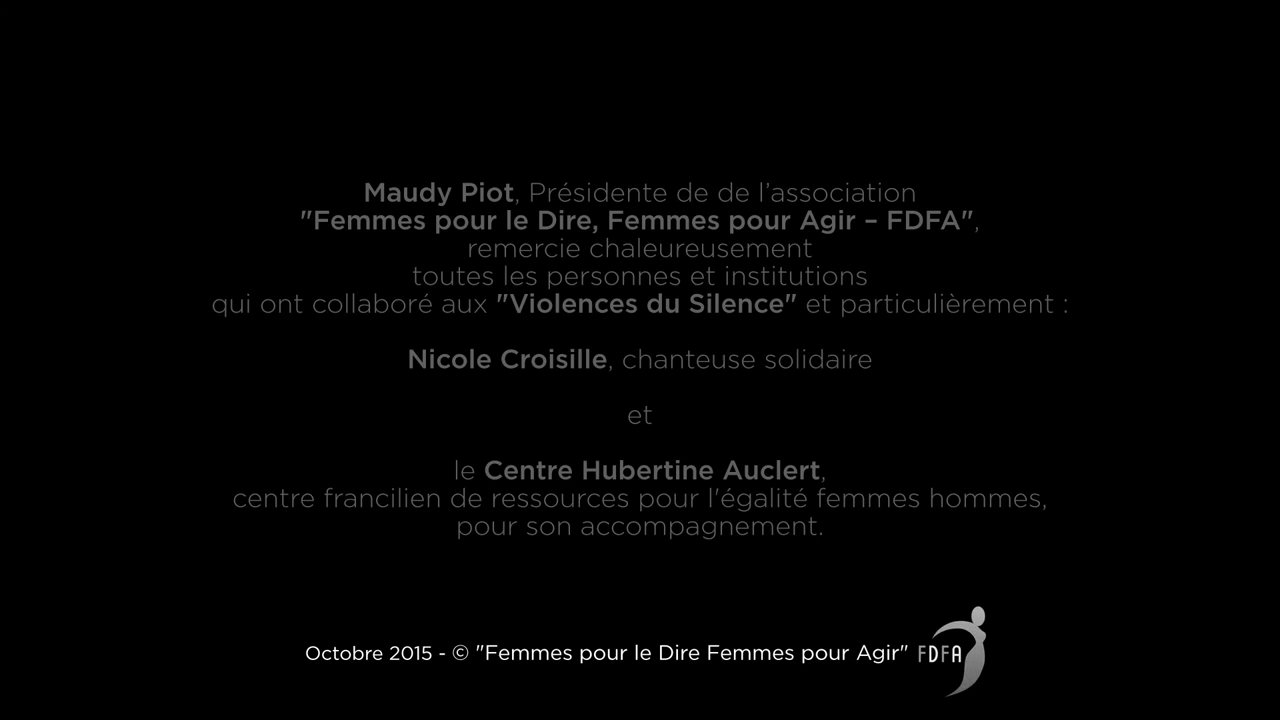 Maudy Piot, Présidente de de l’association
"Femmes pour le Dire, Femmes pour Agir – FDFA",
remercie chaleureusement
toutes les personnes et institutions
qui ont collaboré aux "Violences du Silence" et particulièrement :
Nicole Croisille, chanteuse solidaire
et
le Centre Hubertine Auclert,
centre francilien de ressources pour l'égalité femmes hommes,
pour son accompagnement.
Octobre 2015 - © "Femmes pour le Dire Femmes pour Agir" FDFA